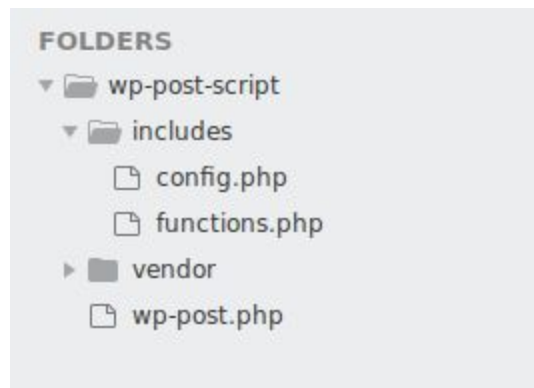 FOLDERS
wp-post-script
includes
config.php
functions.php
vendor
wp-post.php